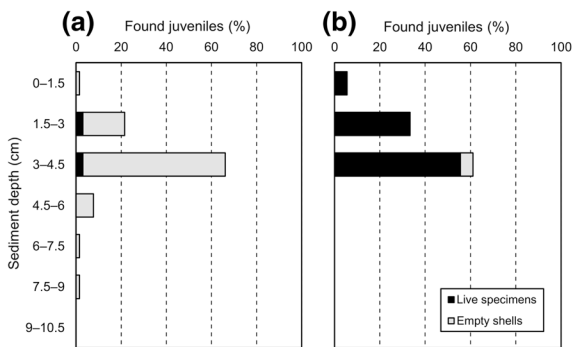 (a) Found juveniles (%)
0 20 40 60 80 100
(b) Found juveniles (%)
0 20 40 60 80 100
Sediment depth (cm)
0–1.5
1.5–3
3–4.5
4.5–6
6–7.5
7.5–9
9–10.5
Live specimens
Empty shells